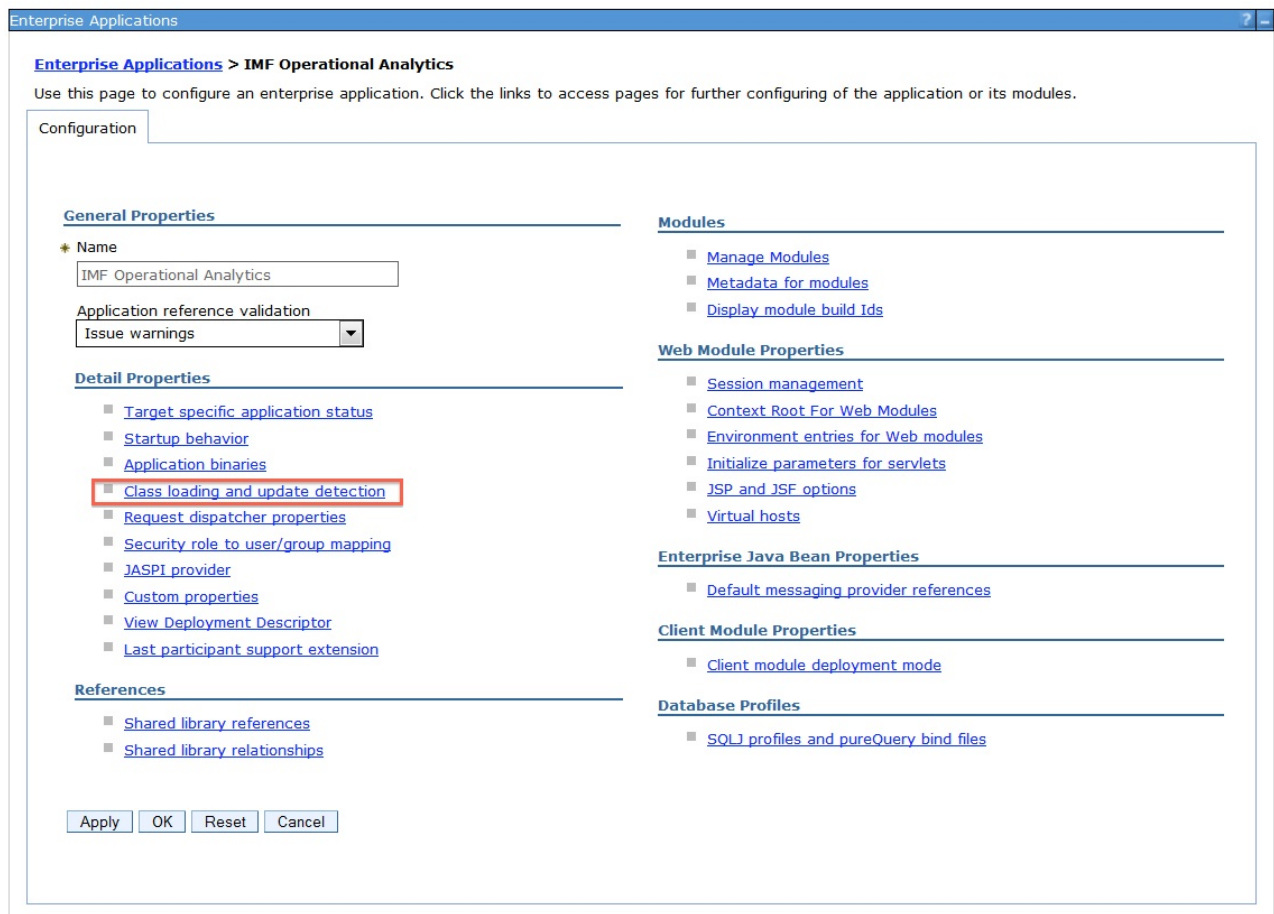 Enterprise Applications
? –
Enterprise Applications > IMF Operational Analytics
Use this page to configure an enterprise application. Click the links to access pages for further configuring of the application or its modules.
Configuration
General Properties
Name
IMF Operational Analytics
Application reference validation
Issue warnings
Detail Properties
Target specific application status
Startup behavior
Application binaries
Class loading and update detection
Request dispatcher properties
Security role to user/group mapping
JASPI provider
Custom properties
View Deployment Descriptor
Last participant support extension
References
Shared library references
Shared library relationships
Modules
Manage Modules
Metadata for modules
Display module build Ids
Web Module Properties
Session management
Context Root For Web Modules
Environment entries for Web modules
Initialize parameters for servlets
JSP and JSF options
Virtual hosts
Enterprise Java Bean Properties
Default messaging provider references
Client Module Properties
Client module deployment mode
Database Profiles
SQLJ profiles and pureQuery bind files
Apply OK Reset Cancel